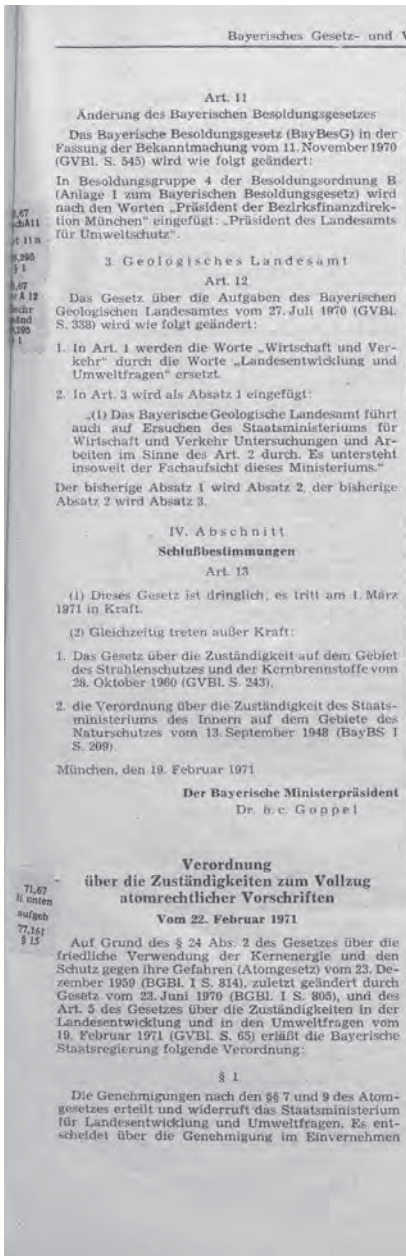 Bayerisches Gesetz- und
Art. 11
Änderung des Bayerischen Besoldungsgesetzes
Das Bayerische Besoldungsgesetz (BayBesG) in der
Fassung der Bekanntmachung vom 11. November 1970
(GVBl. S. 545) wird wie folgt geändert:
In Besoldungsgruppe 4 der Besoldungsordnung B
(Anlage I zum Bayerischen Besoldungsgesetz) wird
nach den Worten „Präsident der Bezirksfinanzdirek-
tion München“ eingefügt: „Präsident des Landesamts
für Umweltschutz“.
3. Geologisches Landesamt
Art. 12
Das Gesetz über die Aufgaben des Bayerischen
Geologischen Landesamtes vom 27. Juli 1970 (GVBl.
S. 338) wird wie folgt geändert:
1. In Art. 1 werden die Worte „Wirtschaft und Ver-
kehr“ durch die Worte „Landesentwicklung und
Umweltfragen“ ersetzt.
2. In Art. 3 wird als Absatz 1 eingefügt:
„(1) Das Bayerische Geologische Landesamt führt
auch auf Ersuchen des Staatsministeriums für
Wirtschaft und Verkehr Untersuchungen und Ar-
beiten im Sinne des Art. 2 durch. Es untersteht
insoweit der Fachaufsicht dieses Ministeriums.“
Der bisherige Absatz 1 wird Absatz 2, der bisherige
Absatz 2 wird Absatz 3.
IV. Abschnitt
Schlußbestimmungen
Art. 13
(1) Dieses Gesetz ist dringlich, es tritt am 1. März
1971 in Kraft.
(2) Gleichzeitig treten außer Kraft:
1. Das Gesetz über die Zuständigkeit auf dem Gebiet
des Strahlenschutzes und der Kernbrennstoffe vom
28. Oktober 1960 (GVBl. S. 243),
2. die Verordnung über die Zuständigkeit des Staats-
ministeriums des Innern auf dem Gebiete des
Naturschutzes vom 13. September 1948 (BayBS I
S. 209).
München, den 19. Februar 1971
Der Bayerische Ministerpräsident
Dr. h. c. Goppel
71,67
li unten
aufgeh
77,161
§ 15
Verordnung
über die Zuständigkeiten zum Vollzug
atomrechtlicher Vorschriften
Vom 22. Februar 1971
Auf Grund des § 24 Abs. 2 des Gesetzes über die
friedliche Verwendung der Kernenergie und den
Schutz gegen ihre Gefahren (Atomgesetz) vom 23. De-
zember 1959 (BGBl. I S. 814), zuletzt geändert durch
Gesetz vom 23. Juni 1970 (BGBl. I S. 805), und des
Art. 5 des Gesetzes über die Zuständigkeiten in der
Landesentwicklung und in den Umweltfragen vom
19. Februar 1971 (GVBl. S. 65) erläßt die Bayerische
Staatsregierung folgende Verordnung:
§ 1
Die Genehmigungen nach den §§ 7 und 9 des Atom-
gesetzes erteilt und widerruft das Staatsministerium
für Landesentwicklung und Umweltfragen. Es ent-
scheidet über die Genehmigung im Einvernehmen